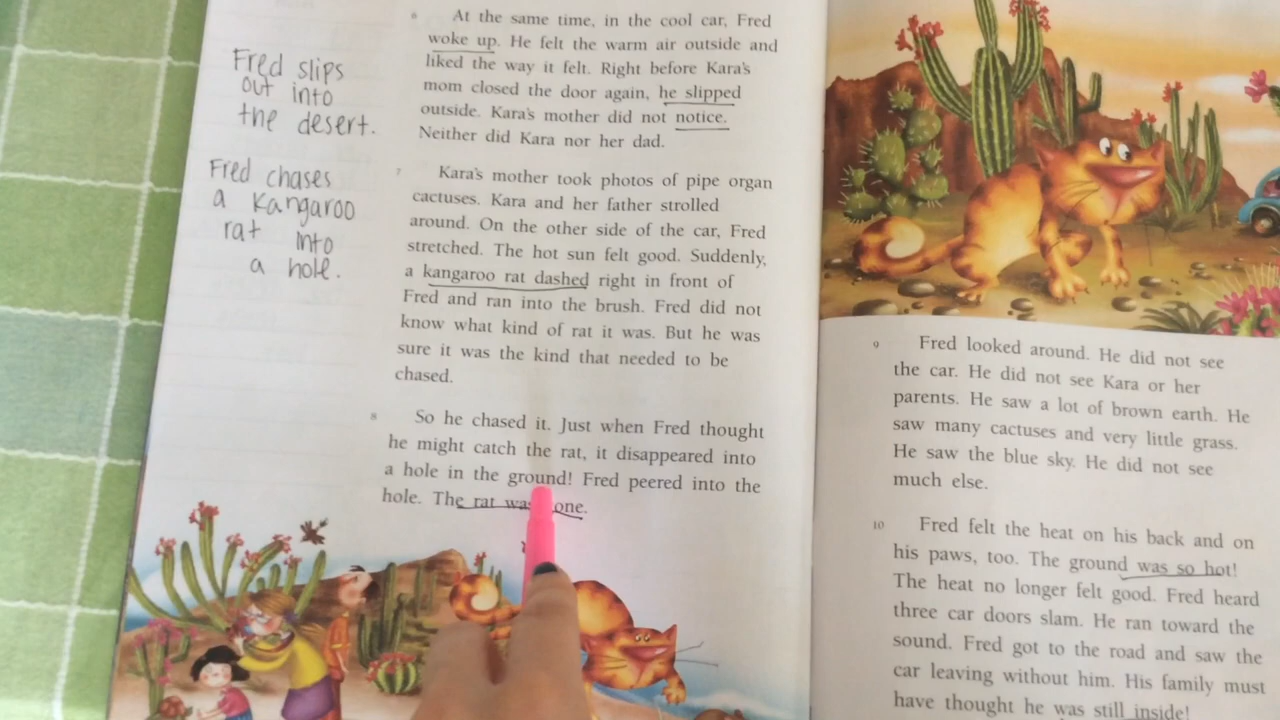 Fred slips
out into
the desert.
Fred chases
a kangaroo
rat into
a hole.
6 At the same time, in the cool car, Fred
woke up. He felt the warm air outside and
liked the way it felt. Right before Kara's
mom closed the door again, he slipped
outside. Kara's mother did not notice.
Neither did Kara nor her dad.
7 Kara's mother took photos of pipe organ
cactuses. Kara and her father strolled
around. On the other side of the car, Fred
stretched. The hot sun felt good. Suddenly,
a kangaroo rat dashed right in front of
Fred and ran into the brush. Fred did not
know what kind of rat it was. But he was
sure it was the kind that needed to be
chased.
8 So he chased it. Just when Fred thought
he might catch the rat, it disappeared into
a hole in the ground! Fred peered into the
hole. The rat was
9 Fred looked around. He did not see
the car. He did not see Kara or her
parents. He saw a lot of brown earth. He
saw many cactuses and very little grass.
He saw the blue sky. He did not see
much else.
10 Fred felt the heat on his back and on
his paws, too. The ground was so hot!
The heat no longer felt good. Fred heard
three car doors slam. He ran toward the
sound. Fred got to the road and saw the
car leaving without him. His family must
have thought he was still inside!